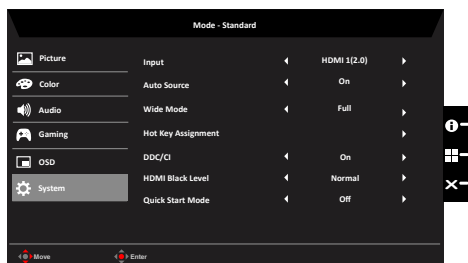 Mode - Standard
Picture
Color
Audio
Gaming
OSD
System
Input HDMI 1(2.0)
Auto Source On
Wide Mode Full
Hot Key Assignment
DDC/CI On
HDMI Black Level Normal
Quick Start Mode Off
Move Enter